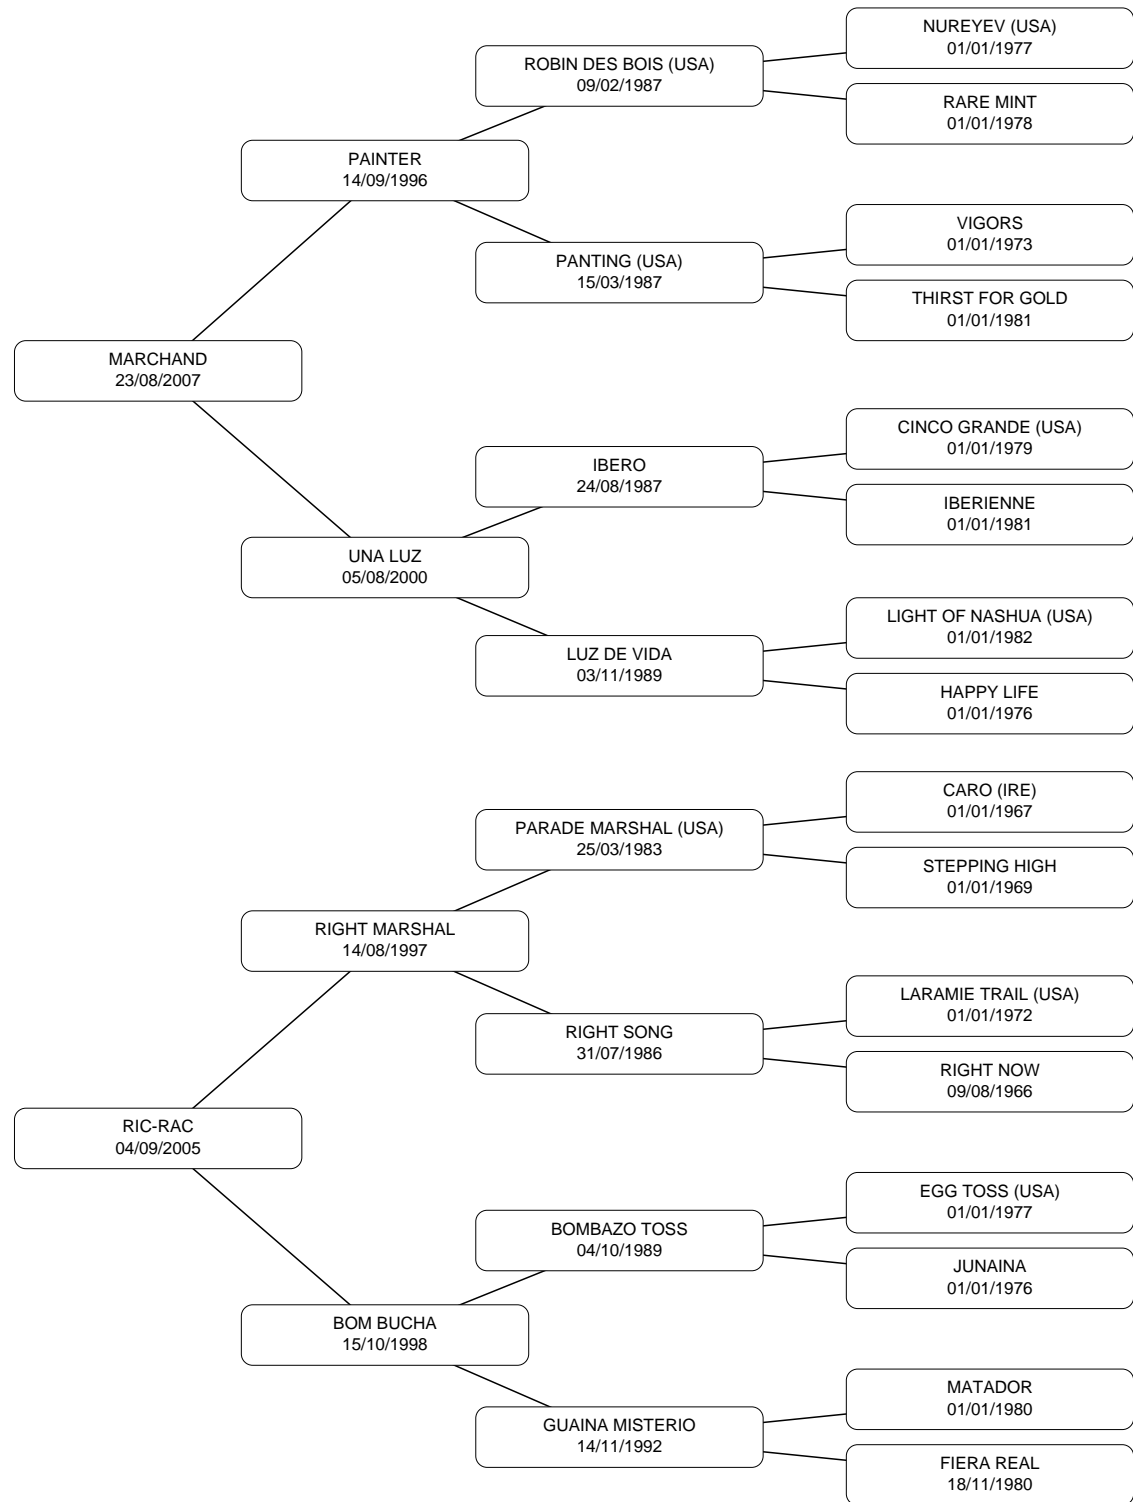 NUREYEV (USA)
01/01/1977
ROBIN DES BOIS (USA)
09/02/1987
RARE MINT
01/01/1978
PAINTER
14/09/1996
VIGORS
01/01/1973
PANTING (USA)
15/03/1987
THIRST FOR GOLD
01/01/1981
MARCHAND
23/08/2007
CINCO GRANDE (USA)
01/01/1979
IBERO
24/08/1987
IBERIENNE
01/01/1981
UNA LUZ
05/08/2000
LIGHT OF NASHUA (USA)
01/01/1982
LUZ DE VIDA
03/11/1989
HAPPY LIFE
01/01/1976
CARO (IRE)
01/01/1967
PARADE MARSHAL (USA)
25/03/1983
STEPPING HIGH
01/01/1969
RIGHT MARSHAL
14/08/1997
LARAMIE TRAIL (USA)
01/01/1972
RIGHT SONG
31/07/1986
RIGHT NOW
09/08/1966
RIC-RAC
04/09/2005
EGG TOSS (USA)
01/01/1977
BOMBAZO TOSS
04/10/1989
JUNAINA
01/01/1976
BOM BUCHA
15/10/1998
MATADOR
01/01/1980
GUAINA MISTERIO
14/11/1992
FIERA REAL
18/11/1980